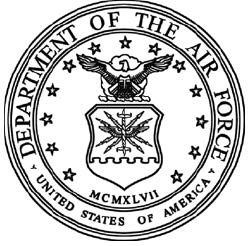 DEPARTMENT OF THE AIR FORCE
MCMXLVII
UNITED STATES OF AMERICA